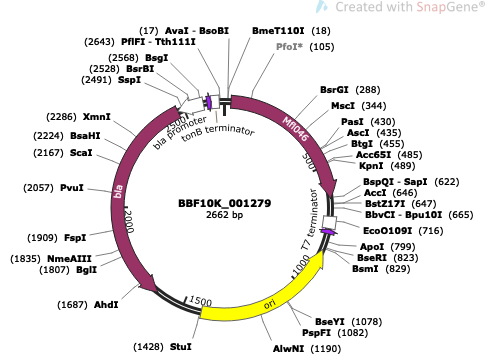 Created with SnapGene®
(17) AvaI - BsoBI
BmeT110I (18)
(2643) PflFI - Tth111I
PfoI* (105)
(2568) BsgI
(2528) BsrBI
(2491) SspI
BsrGI (288)
MscI (344)
(2286) XmnI
PasI (430)
(2224) BsaHI
AscI (435)
BtgI (455)
(2167) ScaI
Acc65I (485)
KpnI (489)
(2057) PvuI
BspQI - SapI (622)
AccI (646)
BstZ17I (647)
BbvCI - Bpu10I (665)
EcoO109I (716)
(1909) FspI
ApoI (799)
(1835) NmeAIII
BseRI (823)
(1807) BglI
BsmI (829)
(1687) AhdI
BseYI (1078)
PspFI (1082)
(1428) StuI
AlwNI (1190)
BBF10K_001279
2662 bp
bla promoter
tonB terminator
Mfl046
T7 terminator
ori
bla
500
1000
1500
2000
2500